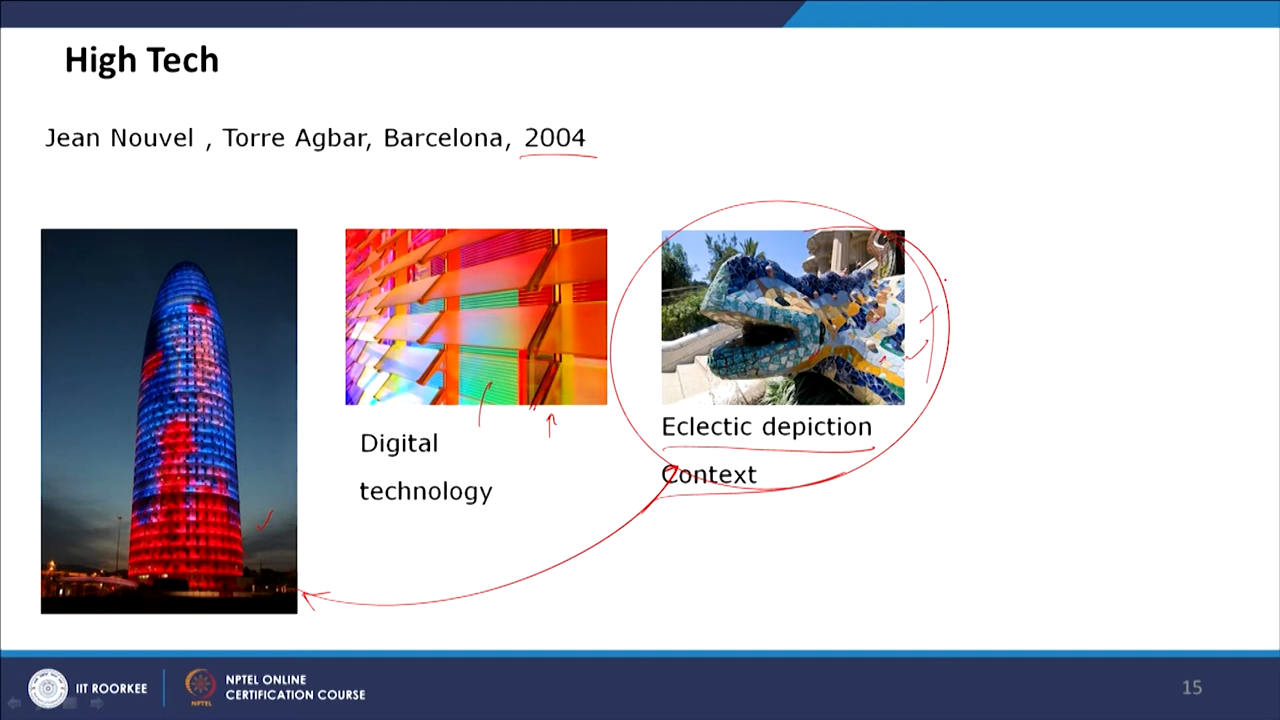 High Tech
Jean Nouvel , Torre Agbar, Barcelona, 2004
Digital
technology
Eclectic depiction
Context
IIT ROORKEE
NPTEL
NPTEL ONLINE
CERTIFICATION COURSE
15